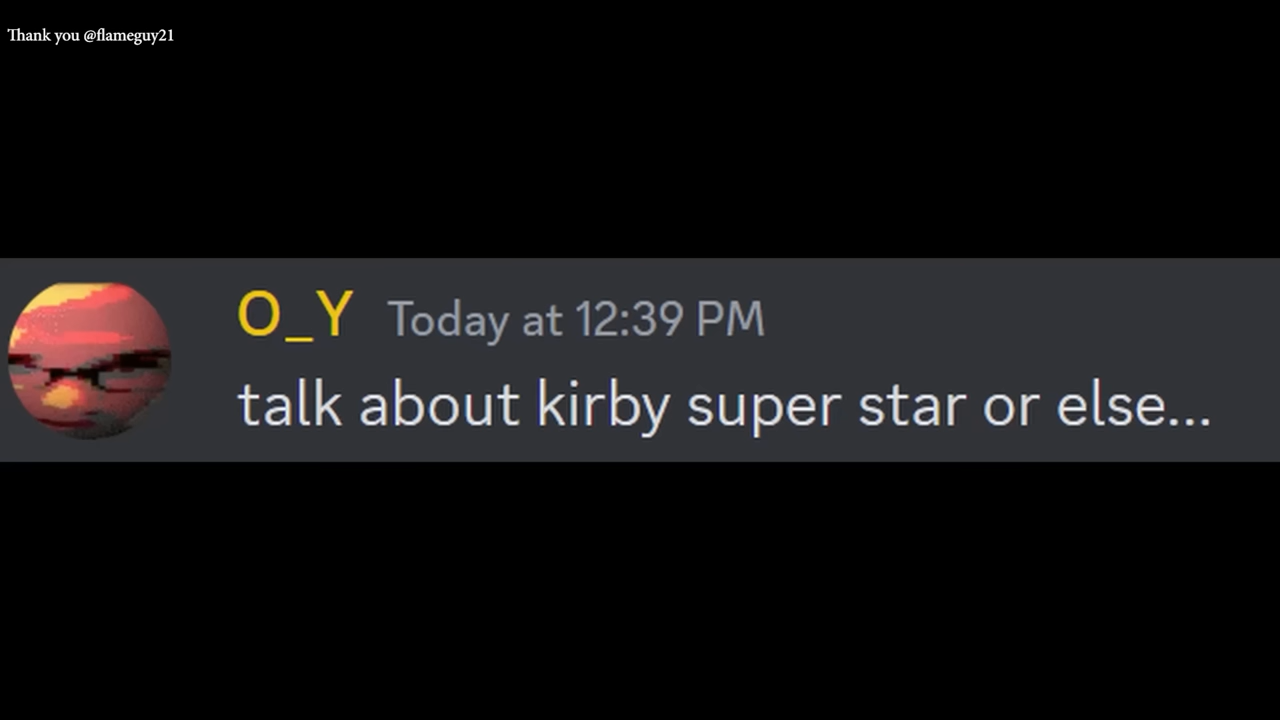 Thank you @flameguy21
O_Y Today at 12:39 PM
talk about kirby super star or else...